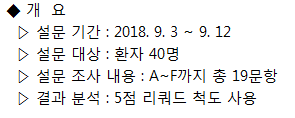 ◆ 개 요
▷ 설문 기간 : 2018. 9. 3 ~ 9. 12
▷ 설문 대상 : 환자 40명
▷ 설문 조사 내용 : A~F까지 총 19문항
▷ 결과 분석 : 5점 리쿼드 척도 사용